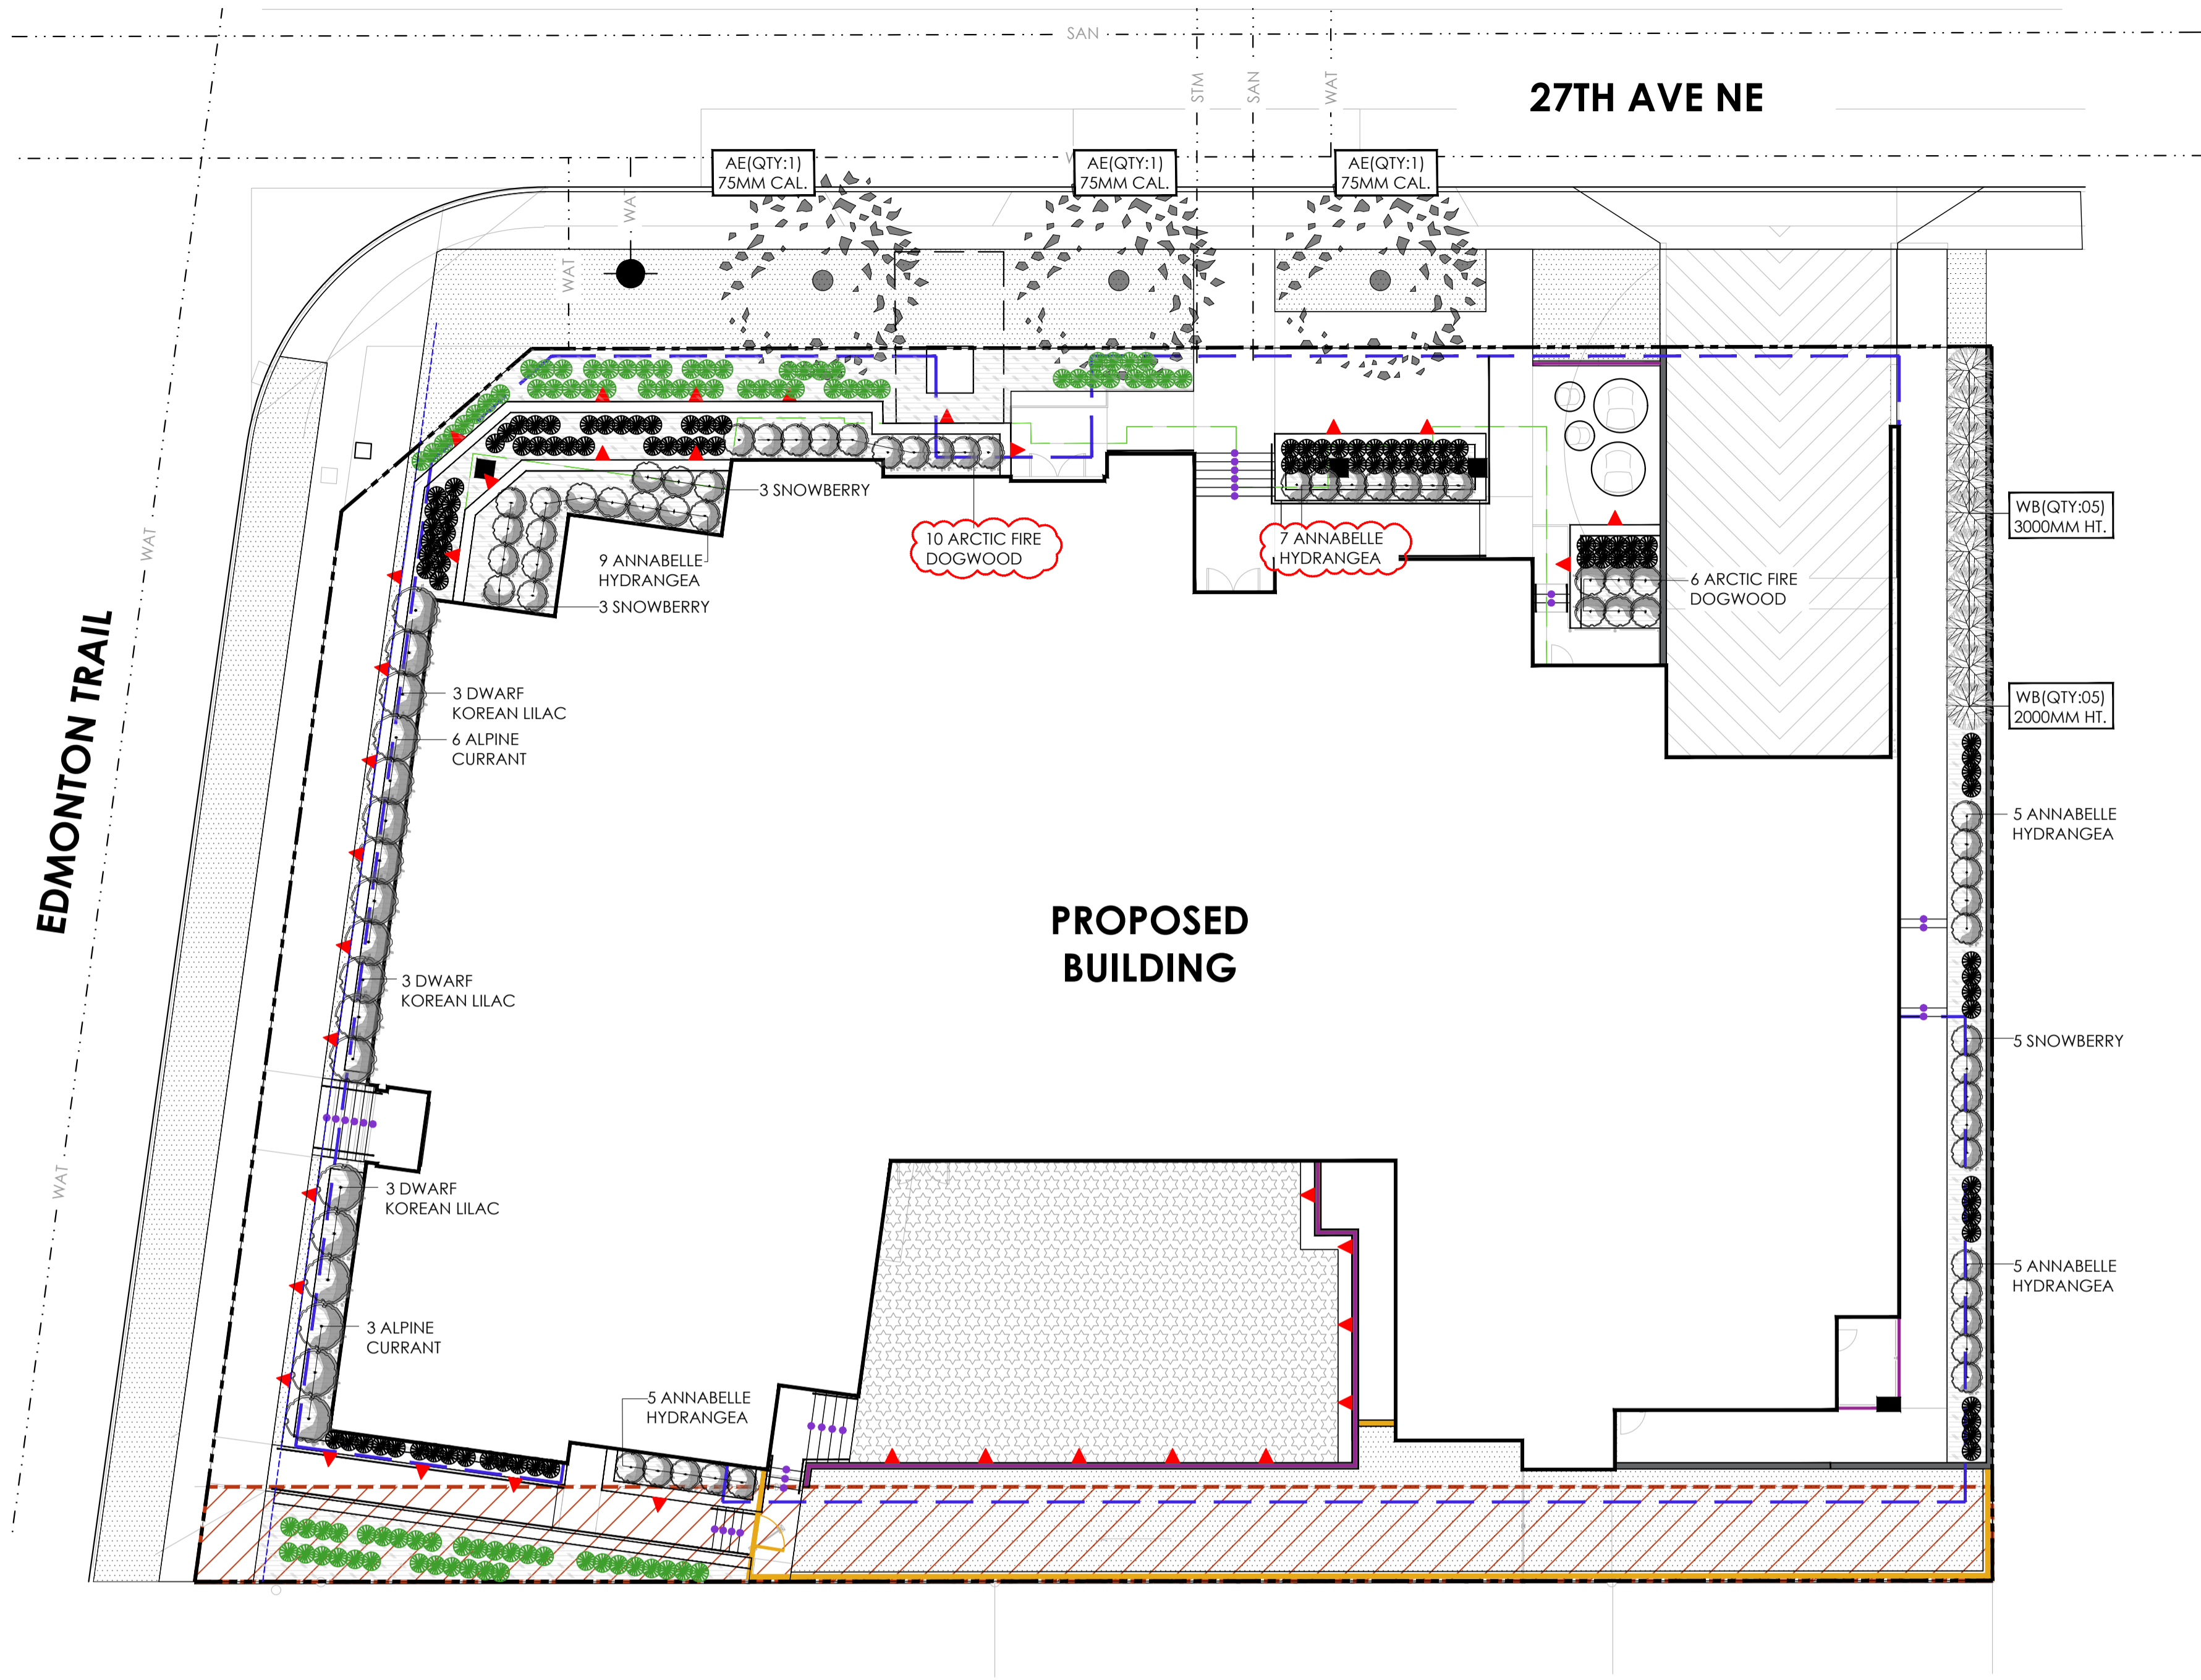 SAN
STM
SAN
WAT
27TH AVE NE
AE(QTY:1)
75MM CAL.
AE(QTY:1)
75MM CAL.
AE(QTY:1)
75MM CAL.
WAT
WAT
WAT
3 SNOWBERRY
10 ARCTIC FIRE
DOGWOOD
7 ANNABELLE
HYDRANGEA
WB(QTY:05)
3000MM HT.
9 ANNABELLE
HYDRANGEA
3 SNOWBERRY
6 ARCTIC FIRE
DOGWOOD
EDMONTON TRAIL
3 DWARF
KOREAN LILAC
6 ALPINE
CURRANT
WB(QTY:05)
2000MM HT.
5 ANNABELLE
HYDRANGEA
PROPOSED
BUILDING
3 DWARF
KOREAN LILAC
5 SNOWBERRY
WAT
3 DWARF
KOREAN LILAC
5 ANNABELLE
HYDRANGEA
3 ALPINE
CURRANT
5 ANNABELLE
HYDRANGEA